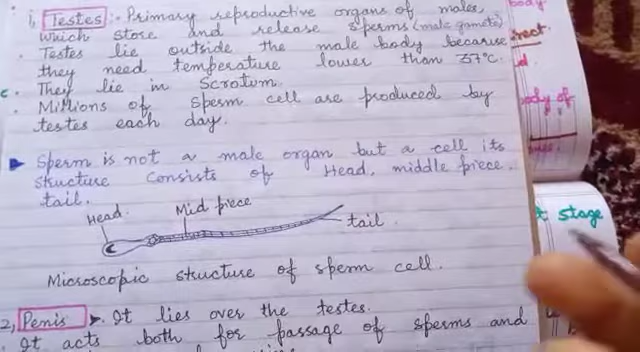 i, Testes :- Primary reproductive organs of males,
which store and release sperms (male gamete)
. Testes lie outside the male body because
they need temperature lower than 37°C.
. They lie in Scrotum.
. Millions of sperm cell are produced by
testes each day.
▶ Sperm is not a male organ but a cell its
structure consists of Head, middle piece.
tail.
Head. Mid piece
tail.
Microscopic structure of sperm cell.
2, Penis ➤. It lies over the testes.
. It acts both for passage of sperms and
body
body of
stage